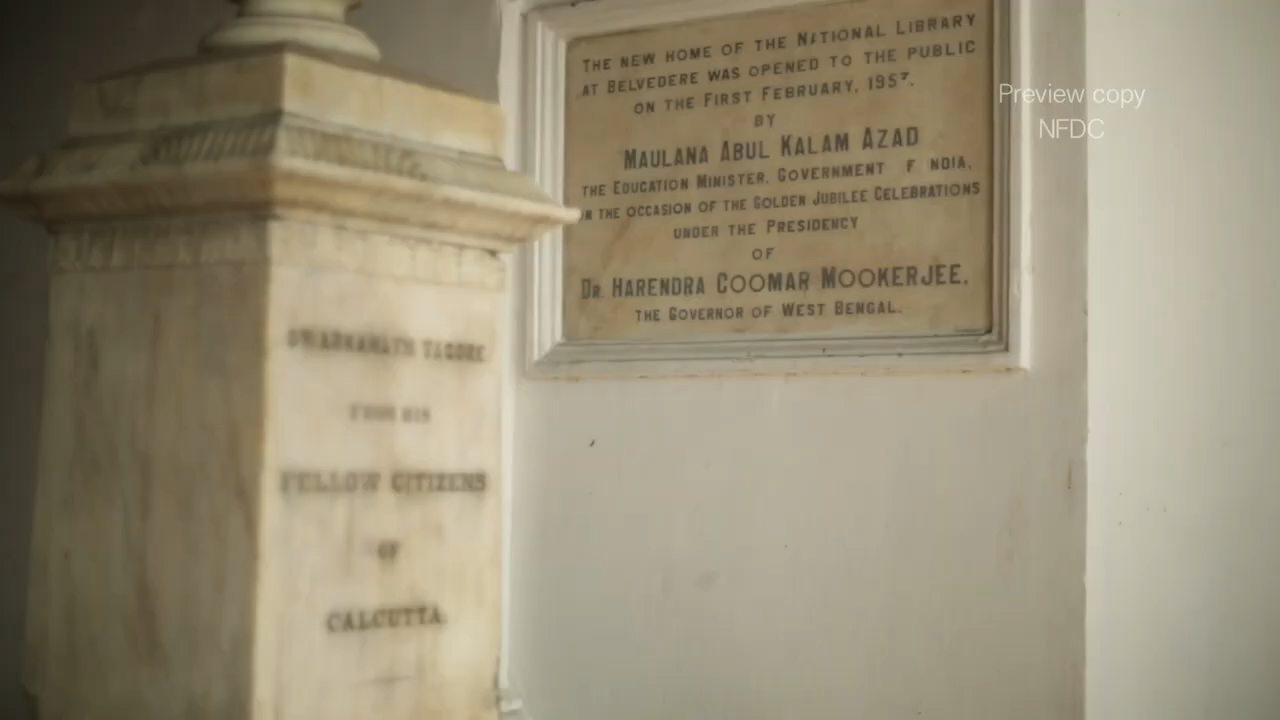 THE NEW HOME OF THE NATIONAL LIBRARY
AT BELVEDERE WAS OPENED TO THE PUBLIC
ON THE FIRST FEBRUARY, 1957.
BY
MAULANA ABUL KALAM AZAD
THE EDUCATION MINISTER, GOVERNMENT F NDIA,
N THE OCCASION OF THE GOLDEN JUBILEE CELEBRATIONS
UNDER THE PRESIDENCY
OF
DR. HARENDRA COOMAR MOOKERJEE,
THE GOVERNOR OF WEST BENGAL.
Preview copy
NFDC
DWARKANATH TAGORE
FROM HIS
FELLOW CITIZENS
OF
CALCUTTA.